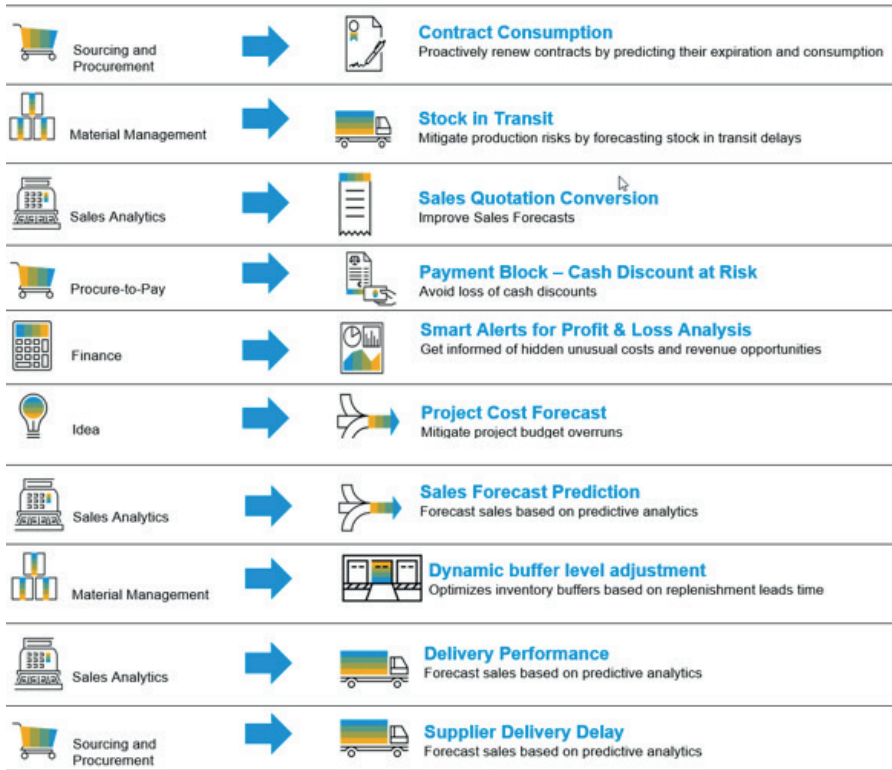 Sourcing and
Procurement
Contract Consumption
Proactively renew contracts by predicting their expiration and consumption
Material Management
Stock in Transit
Mitigate production risks by forecasting stock in transit delays
Sales Analytics
Sales Quotation Conversion
Improve Sales Forecasts
Procure-to-Pay
Payment Block – Cash Discount at Risk
Avoid loss of cash discounts
Finance
Smart Alerts for Profit & Loss Analysis
Get informed of hidden unusual costs and revenue opportunities
Idea
Project Cost Forecast
Mitigate project budget overruns
Sales Analytics
Sales Forecast Prediction
Forecast sales based on predictive analytics
Material Management
Dynamic buffer level adjustment
Optimizes inventory buffers based on replenishment leads time
Sales Analytics
Delivery Performance
Forecast sales based on predictive analytics
Sourcing and
Procurement
Supplier Delivery Delay
Forecast sales based on predictive analytics